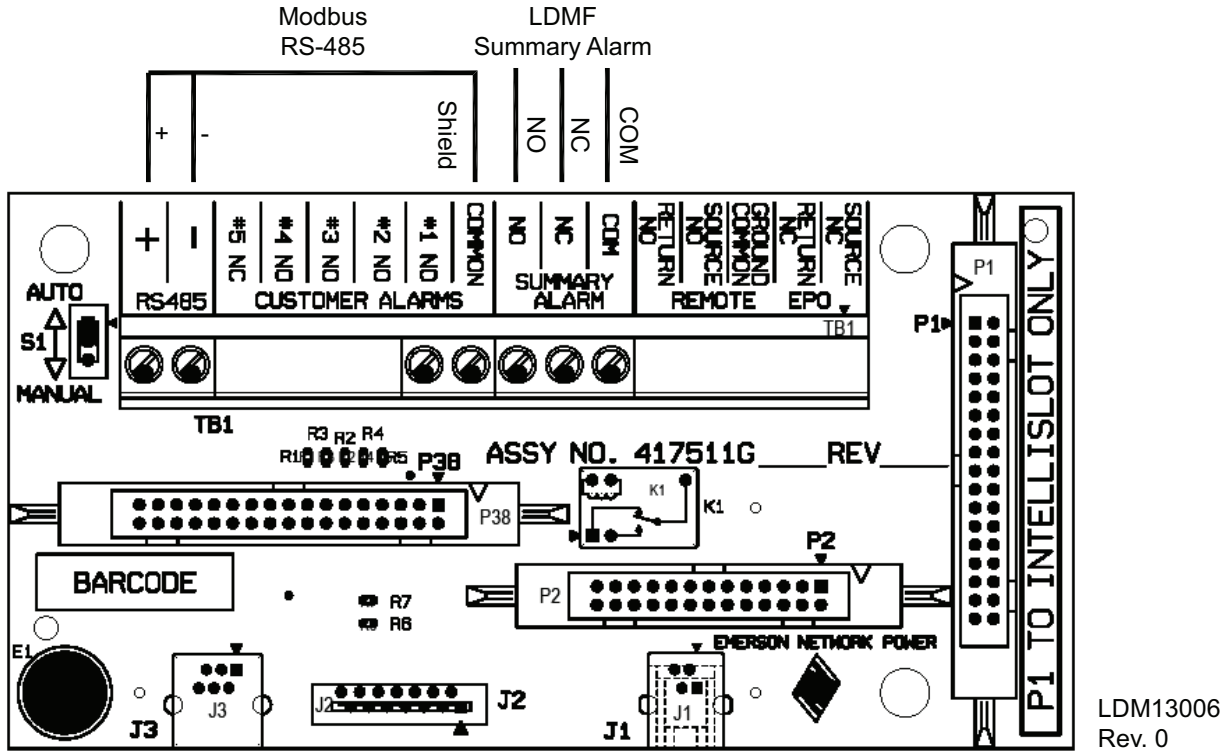 Modbus
RS-485
LDMF
Summary Alarm
+
-
Shield
NO
NC
COM
+
-
RS485
#5 NC
#4 NO
#3 NO
#2 NO
#1 NO
COMMON
CUSTOMER ALARMS
NO
NC
COM
SUMMARY
ALARM
RETURN
NO
SOURCE
NO
COMMON
GROUND
RETURN
NC
SOURCE
NC
REMOTE EPO
TB1
AUTO
S1
MANUAL
TB1
P1
P1
P1 TO INTELLISLOT ONLY
R3 R2 R4
R1 R5
P38
P38
ASSY NO. 417511G____REV____
K1
K1
BARCODE
P2
P2
R7
R6
EMERSON NETWORK POWER
E1
J3
J3
J2
J2
J1
J1
LDM13006
Rev. 0